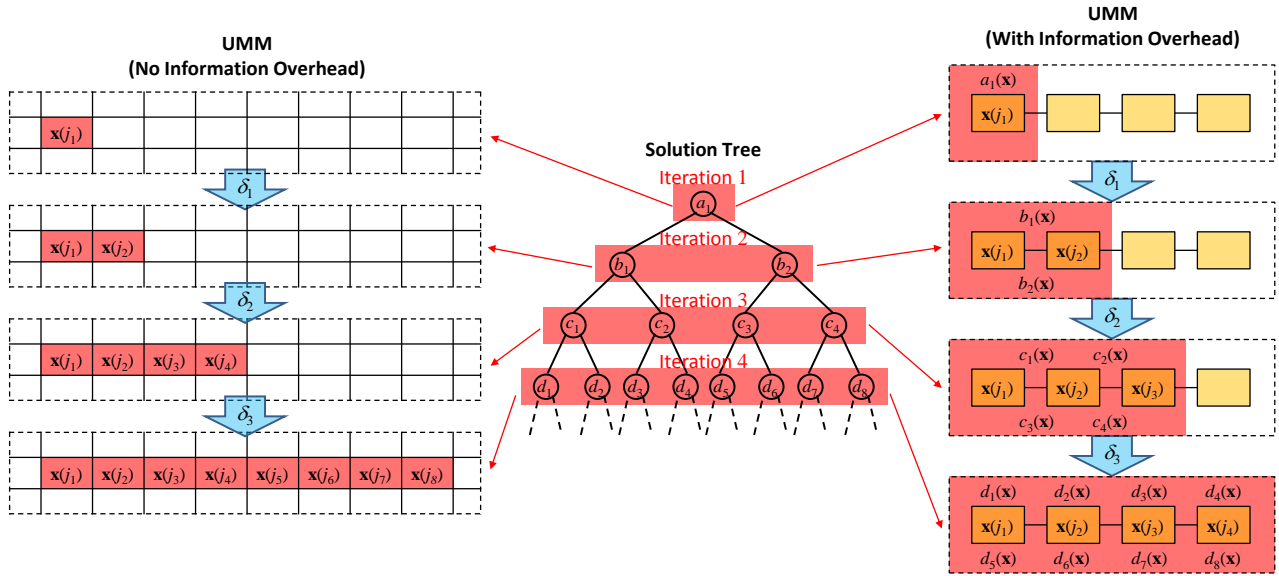 UMM
(No Information Overhead)
x(j1)
δ1
x(j1) x(j2)
δ2
x(j1) x(j2) x(j3) x(j4)
δ3
x(j1) x(j2) x(j3) x(j4) x(j5) x(j6) x(j7) x(j8)
Solution Tree
Iteration 1
a1
Iteration 2
b1 b2
Iteration 3
c1 c2 c3 c4
Iteration 4
d1 d2 d3 d4 d5 d6 d7 d8
UMM
(With Information Overhead)
a1(x)
x(j1)
δ1
b1(x)
x(j1) x(j2)
b2(x)
δ2
c1(x) c2(x)
x(j1) x(j2) x(j3)
c3(x) c4(x)
δ3
d1(x) d2(x) d3(x) d4(x)
x(j1) x(j2) x(j3) x(j4)
d5(x) d6(x) d7(x) d8(x)